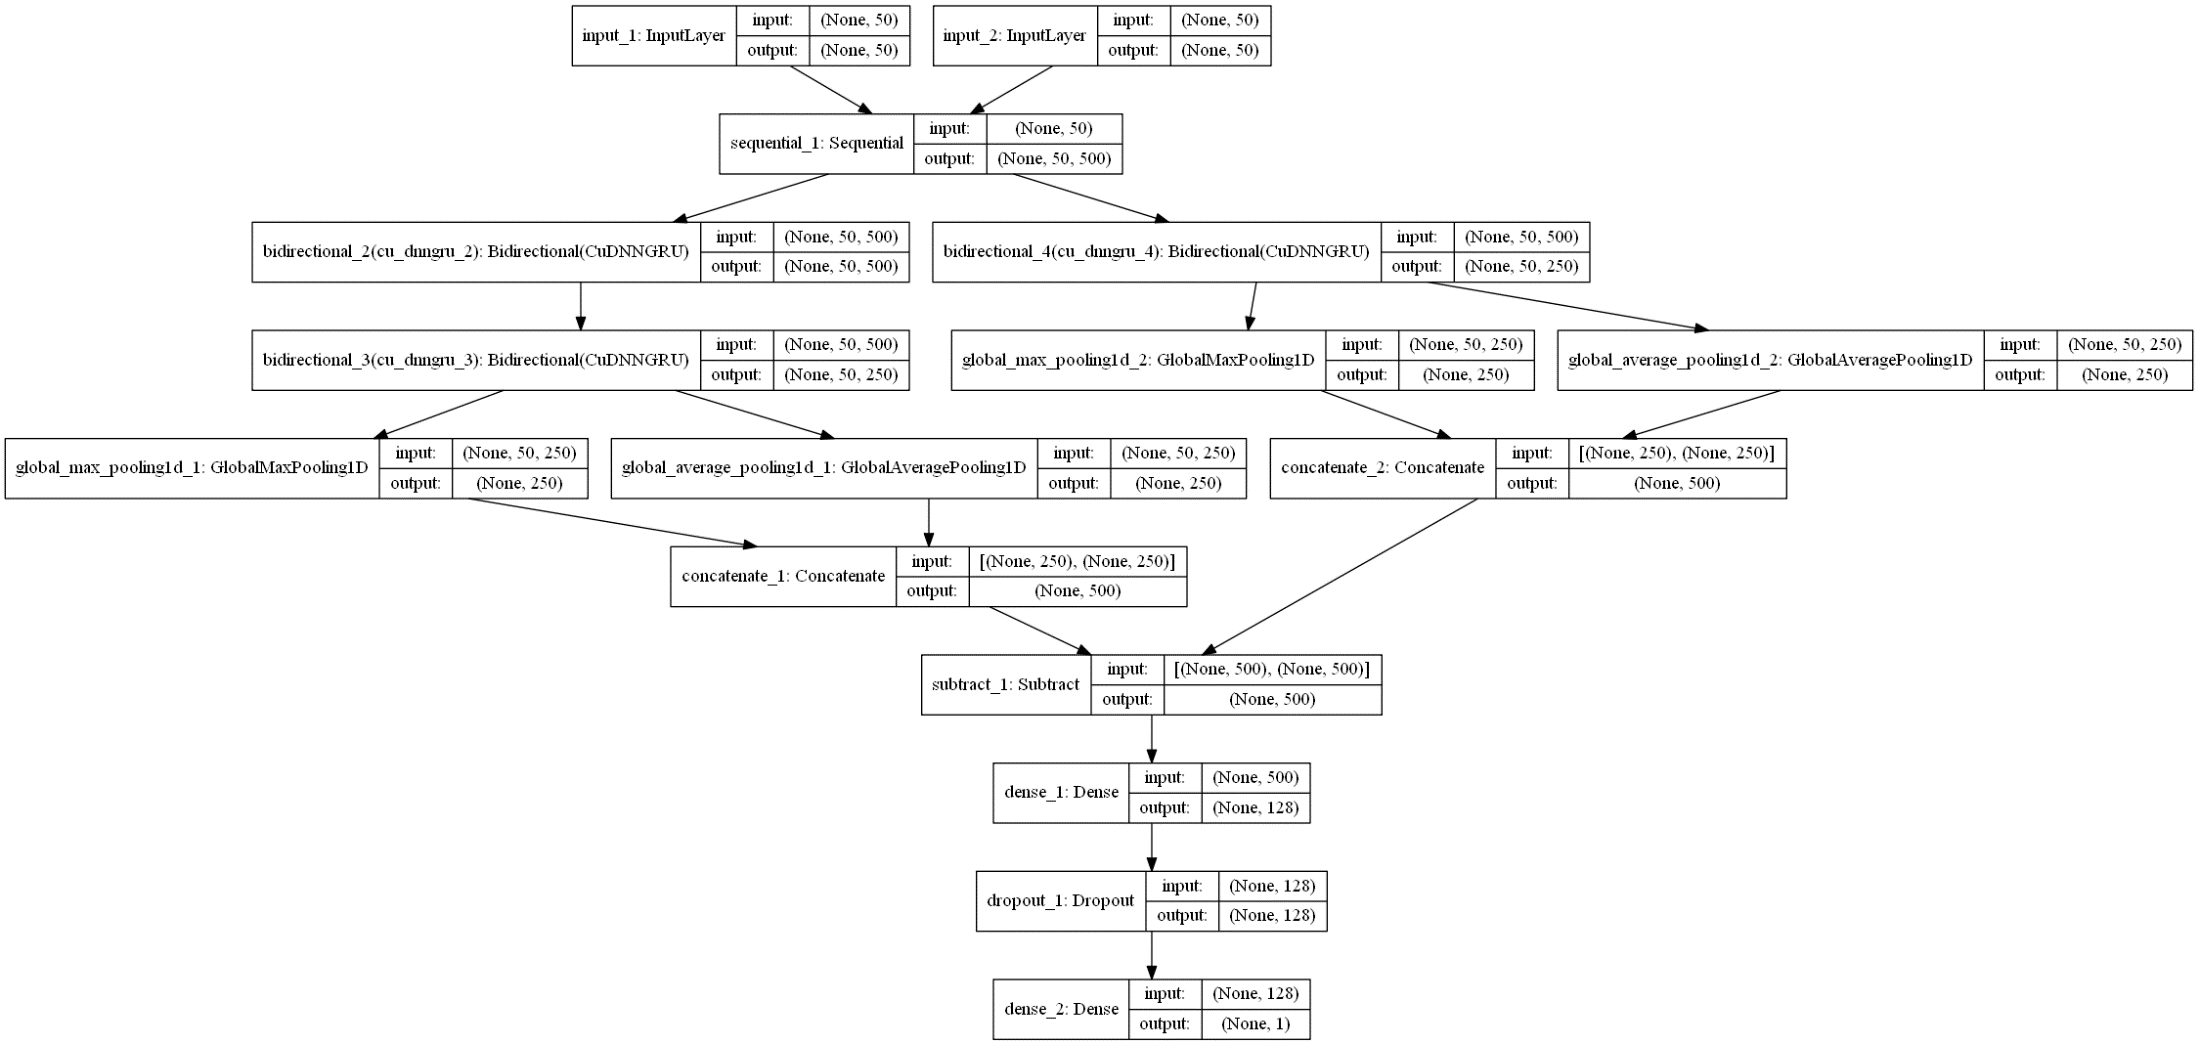 input_1: InputLayer
input:
(None, 50)
output:
(None, 50)
input_2: InputLayer
input:
(None, 50)
output:
(None, 50)
sequential_1: Sequential
input:
(None, 50)
output:
(None, 50, 500)
bidirectional_2(cu_dnngru_2): Bidirectional(CuDNNGRU)
input:
(None, 50, 500)
output:
(None, 50, 500)
bidirectional_4(cu_dnngru_4): Bidirectional(CuDNNGRU)
input:
(None, 50, 500)
output:
(None, 50, 250)
bidirectional_3(cu_dnngru_3): Bidirectional(CuDNNGRU)
input:
(None, 50, 500)
output:
(None, 50, 250)
global_max_pooling1d_2: GlobalMaxPooling1D
input:
(None, 50, 250)
output:
(None, 250)
global_average_pooling1d_2: GlobalAveragePooling1D
input:
(None, 50, 250)
output:
(None, 250)
global_max_pooling1d_1: GlobalMaxPooling1D
input:
(None, 50, 250)
output:
(None, 250)
global_average_pooling1d_1: GlobalAveragePooling1D
input:
(None, 50, 250)
output:
(None, 250)
concatenate_2: Concatenate
input:
[(None, 250), (None, 250)]
output:
(None, 500)
concatenate_1: Concatenate
input:
[(None, 250), (None, 250)]
output:
(None, 500)
subtract_1: Subtract
input:
[(None, 500), (None, 500)]
output:
(None, 500)
dense_1: Dense
input:
(None, 500)
output:
(None, 128)
dropout_1: Dropout
input:
(None, 128)
output:
(None, 128)
dense_2: Dense
input:
(None, 128)
output:
(None, 1)